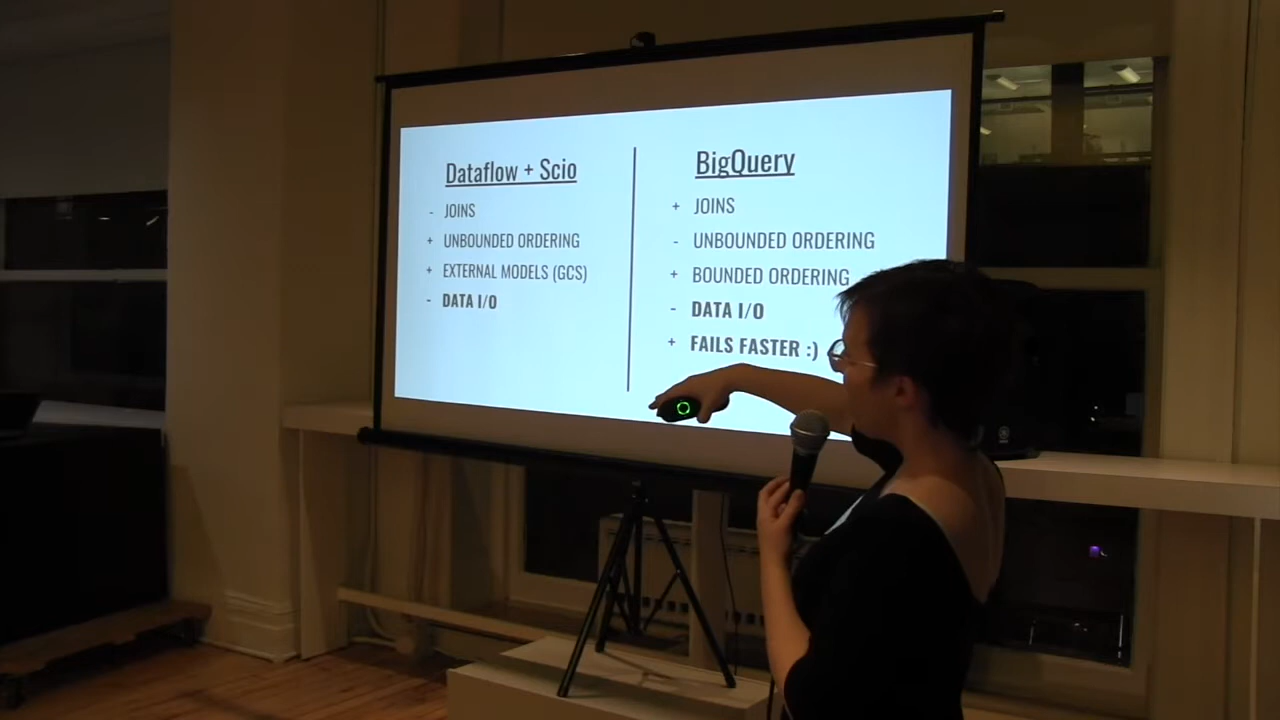 Dataflow + Scio
- JOINS
+ UNBOUNDED ORDERING
+ EXTERNAL MODELS (GCS)
- DATA I/O
BigQuery
+ JOINS
- UNBOUNDED ORDERING
+ BOUNDED ORDERING
- DATA I/O
+ FAILS FASTER :)